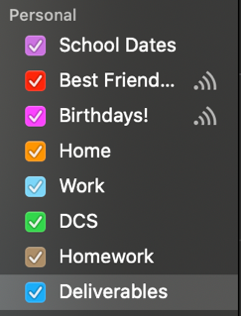 Personal
School Dates
Best Friend...
Birthdays!
Home
Work
DCS
Homework
Deliverables